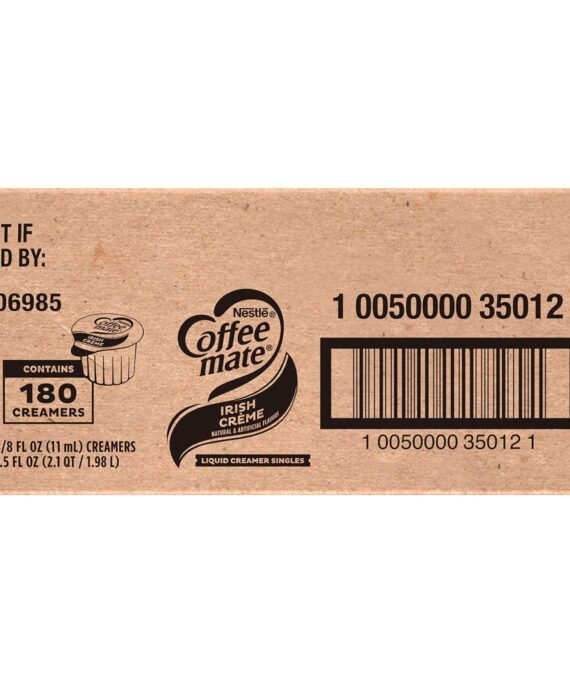 T IF
D BY:
06985
Coffee mate
IRISH CRÈME
CONTAINS
180
CREAMERS
/8 FL OZ (11 mL) CREAMERS
.5 FL OZ (2.1 QT / 1.98 L)
Nestlé®
Coffee
mate®
IRISH
CRÈME
NATURAL & ARTIFICIAL FLAVORS
LIQUID CREAMER SINGLES
1 0050000 35012
1 0050000 35012 1